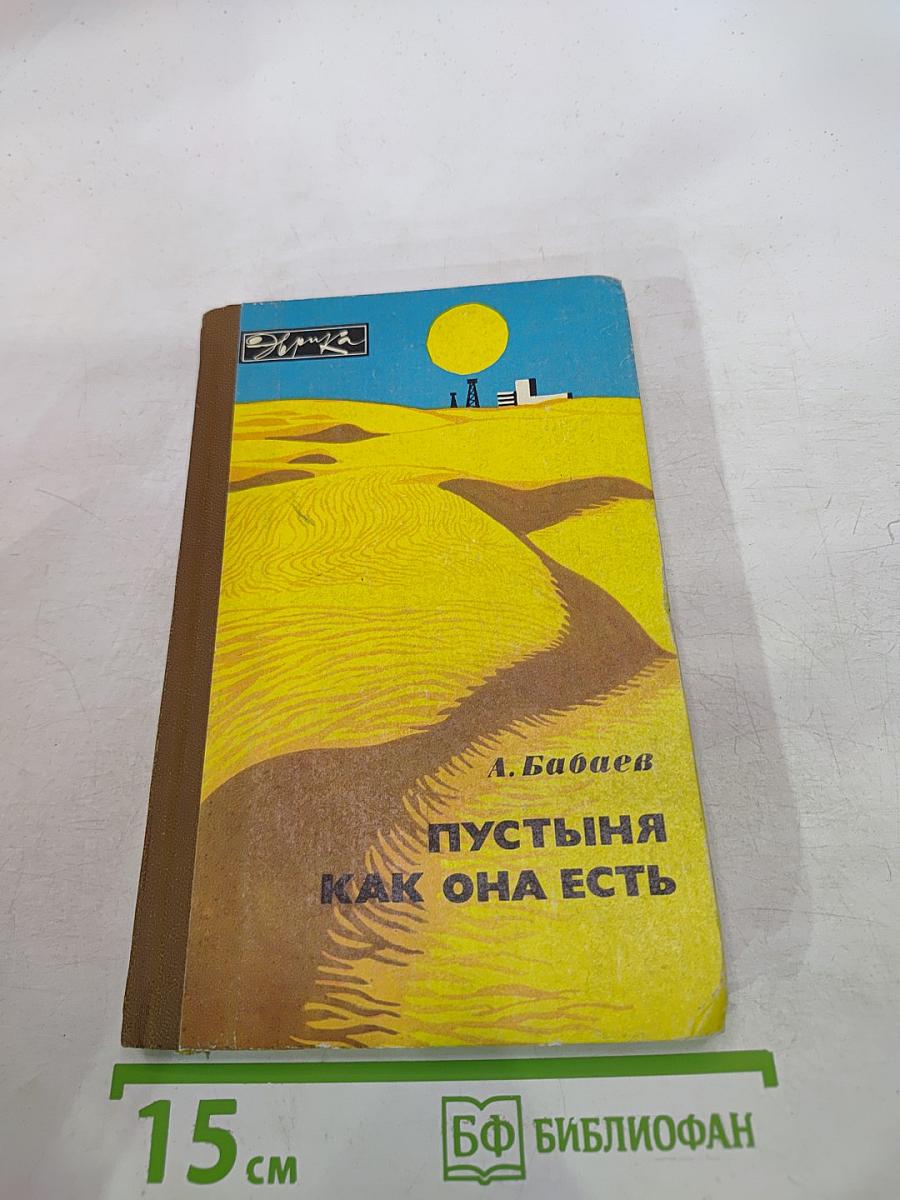 Эврика
А. Бабаев
ПУСТЫНЯ
КАК ОНА ЕСТЬ
15 см
БФ БИБЛИОФАН